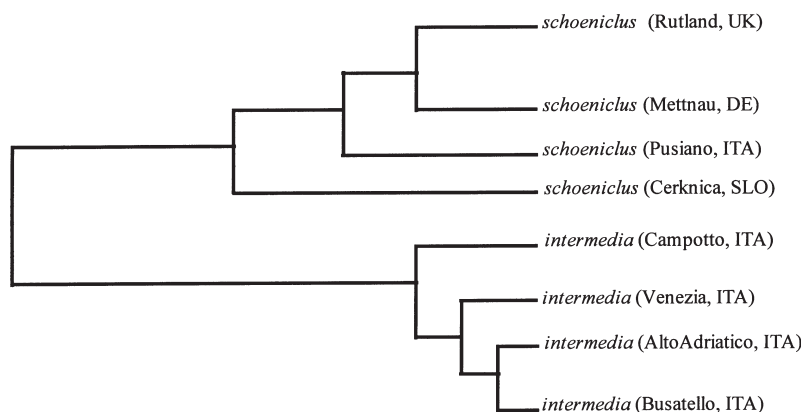 schoeniclus (Rutland, UK)
schoeniclus (Mettnau, DE)
schoeniclus (Pusiano, ITA)
schoeniclus (Cerknica, SLO)
intermedia (Campotto, ITA)
intermedia (Venezia, ITA)
intermedia (AltoAdriatico, ITA)
intermedia (Busatello, ITA)